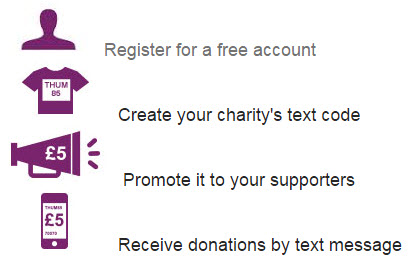 Register for a free account
THUM
85
Create your charity's text code
£5
Promote it to your supporters
THUM85
£5
70070
Receive donations by text message